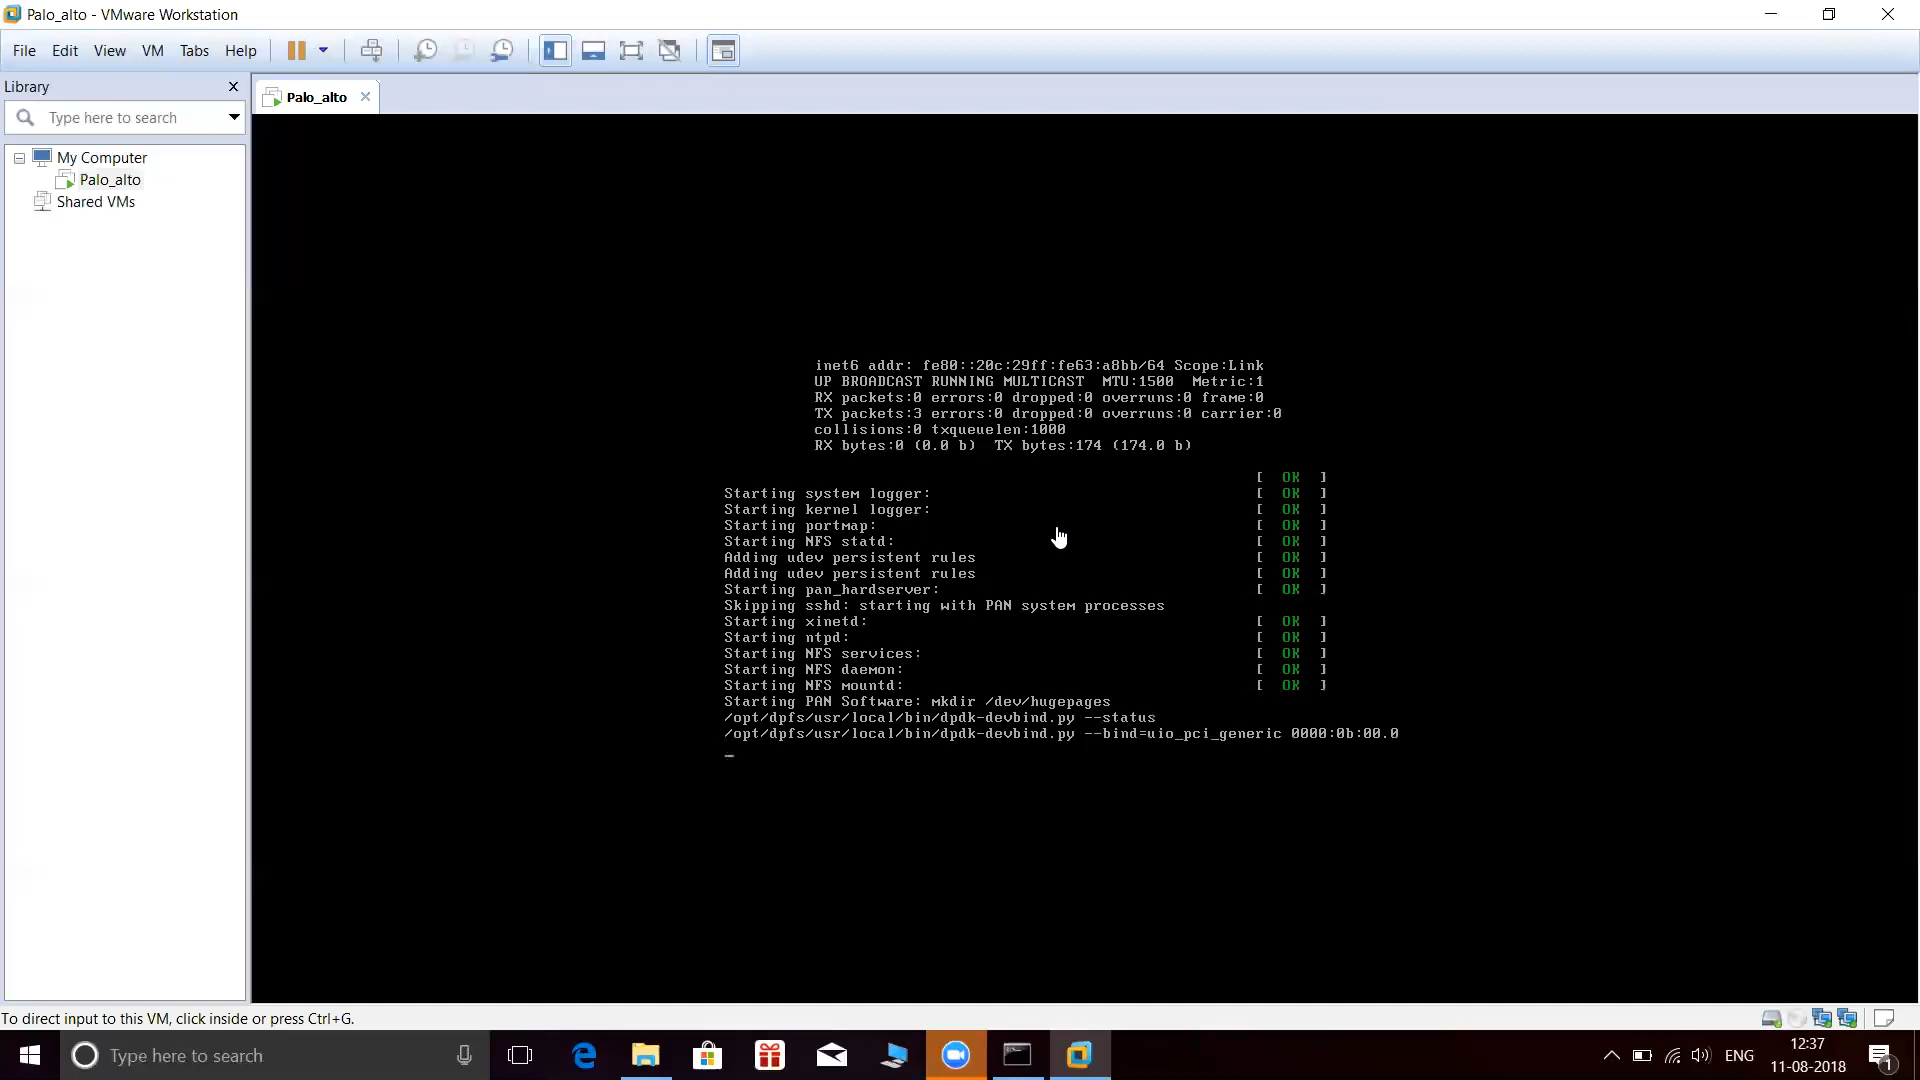 Palo_alto - VMware Workstation
File Edit View VM Tabs Help
Library
Type here to search
Palo_alto
My Computer
Palo_alto
Shared VMs
inet6 addr: fe80::20c:29ff:fe63:a8bb/64 Scope:Link
UP BROADCAST RUNNING MULTICAST  MTU:1500  Metric:1
RX packets:0 errors:0 dropped:0 overruns:0 frame:0
TX packets:3 errors:0 dropped:0 overruns:0 carrier:0
collisions:0 txqueuelen:1000
RX bytes:0 (0.0 b)  TX bytes:174 (174.0 b)
[  OK  ]
Starting system logger: [  OK  ]
Starting kernel logger: [  OK  ]
Starting portmap: [  OK  ]
Starting NFS statd: [  OK  ]
Adding udev persistent rules [  OK  ]
Adding udev persistent rules [  OK  ]
Starting pan_hardserver: [  OK  ]
Skipping sshd: starting with PAN system processes
Starting xinetd: [  OK  ]
Starting ntpd: [  OK  ]
Starting NFS services: [  OK  ]
Starting NFS daemon: [  OK  ]
Starting NFS mountd: [  OK  ]
Starting PAN Software: mkdir /dev/hugepages
/opt/dpfs/usr/local/bin/dpdk-devbind.py --status
/opt/dpfs/usr/local/bin/dpdk-devbind.py --bind=uio_pci_generic 0000:0b:00.0
_
To direct input to this VM, click inside or press Ctrl+G.
Type here to search
ENG
12:37
11-08-2018
1